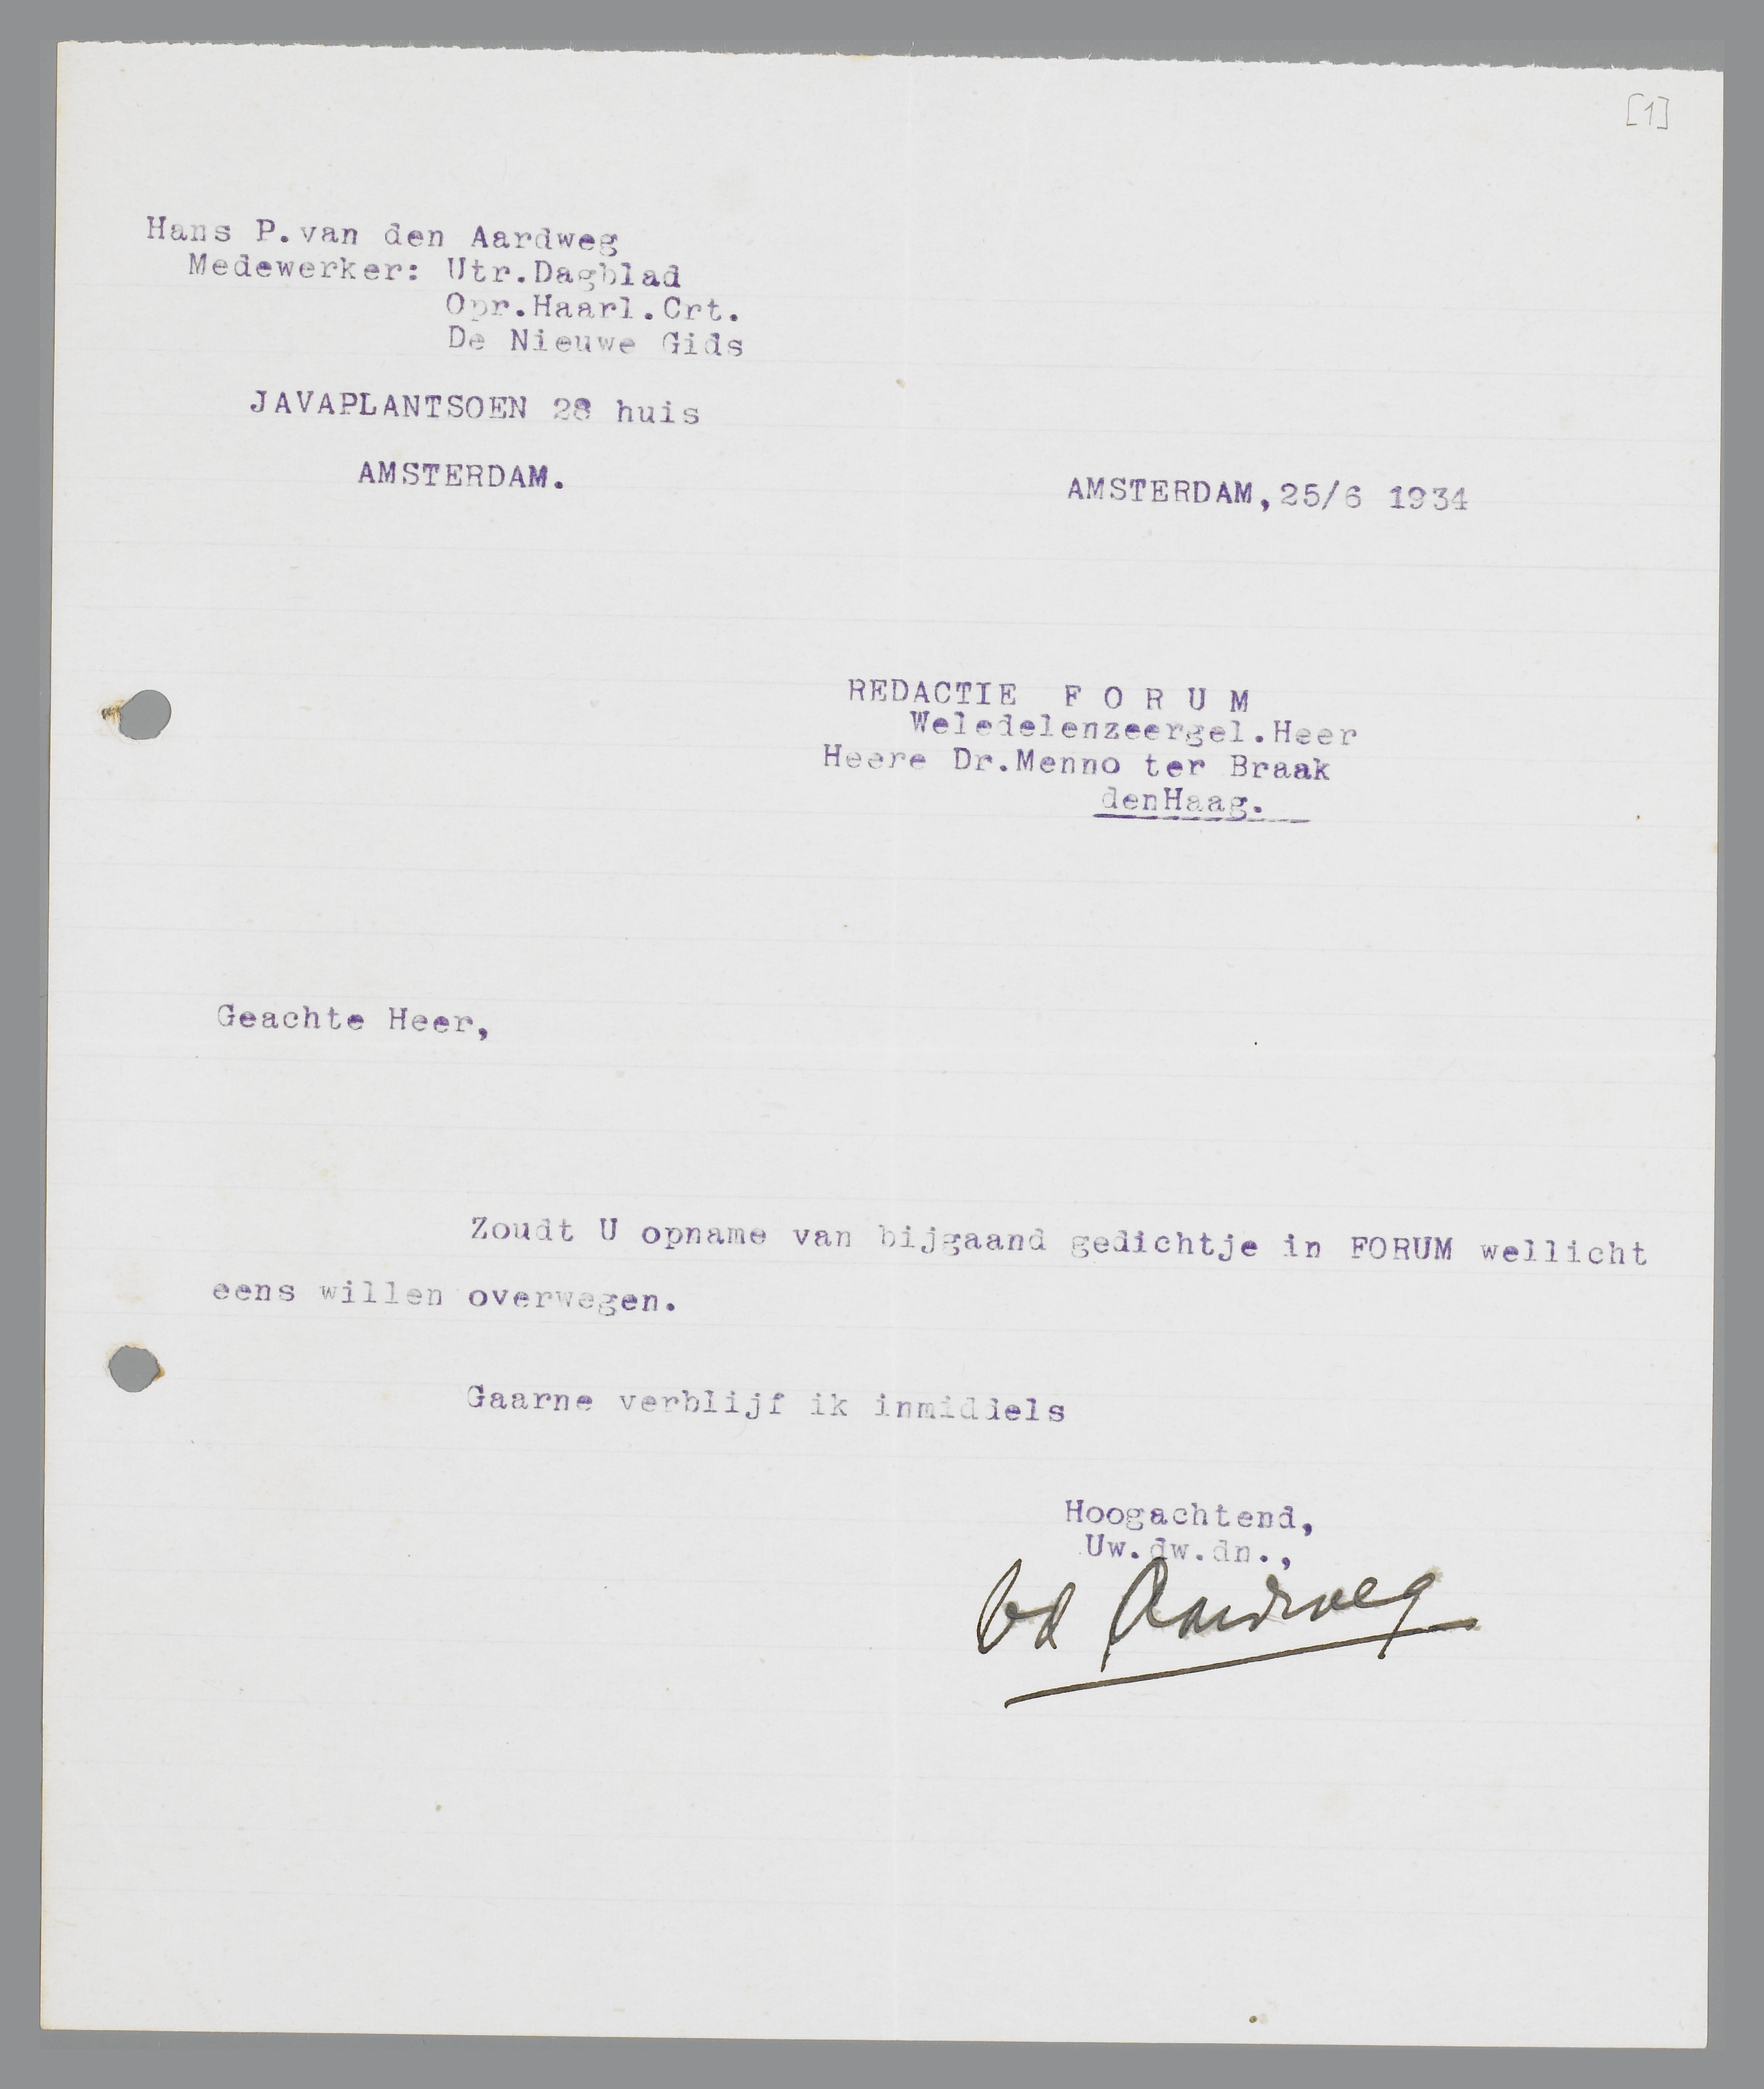 [1]
Hans P.van den Aardweg
Medewerker: Utr.Dagblad
Opr.Haarl.Crt.
De Nieuwe Gids
JAVAPLANTSOEN 28 huis
AMSTERDAM.
AMSTERDAM,25/6 1934
REDACTIE F O R U M
Weledelenzeergel.Heer
Heere Dr.Menno ter Braak
denHaag.
Geachte Heer,
Zoudt U opname van bijgaand gedichtje in FORUM wellicht
eens willen overwegen.
Gaarne verblijf ik inmiddels
Hoogachtend,
Uw.dw.dn.,
vd Aardweg